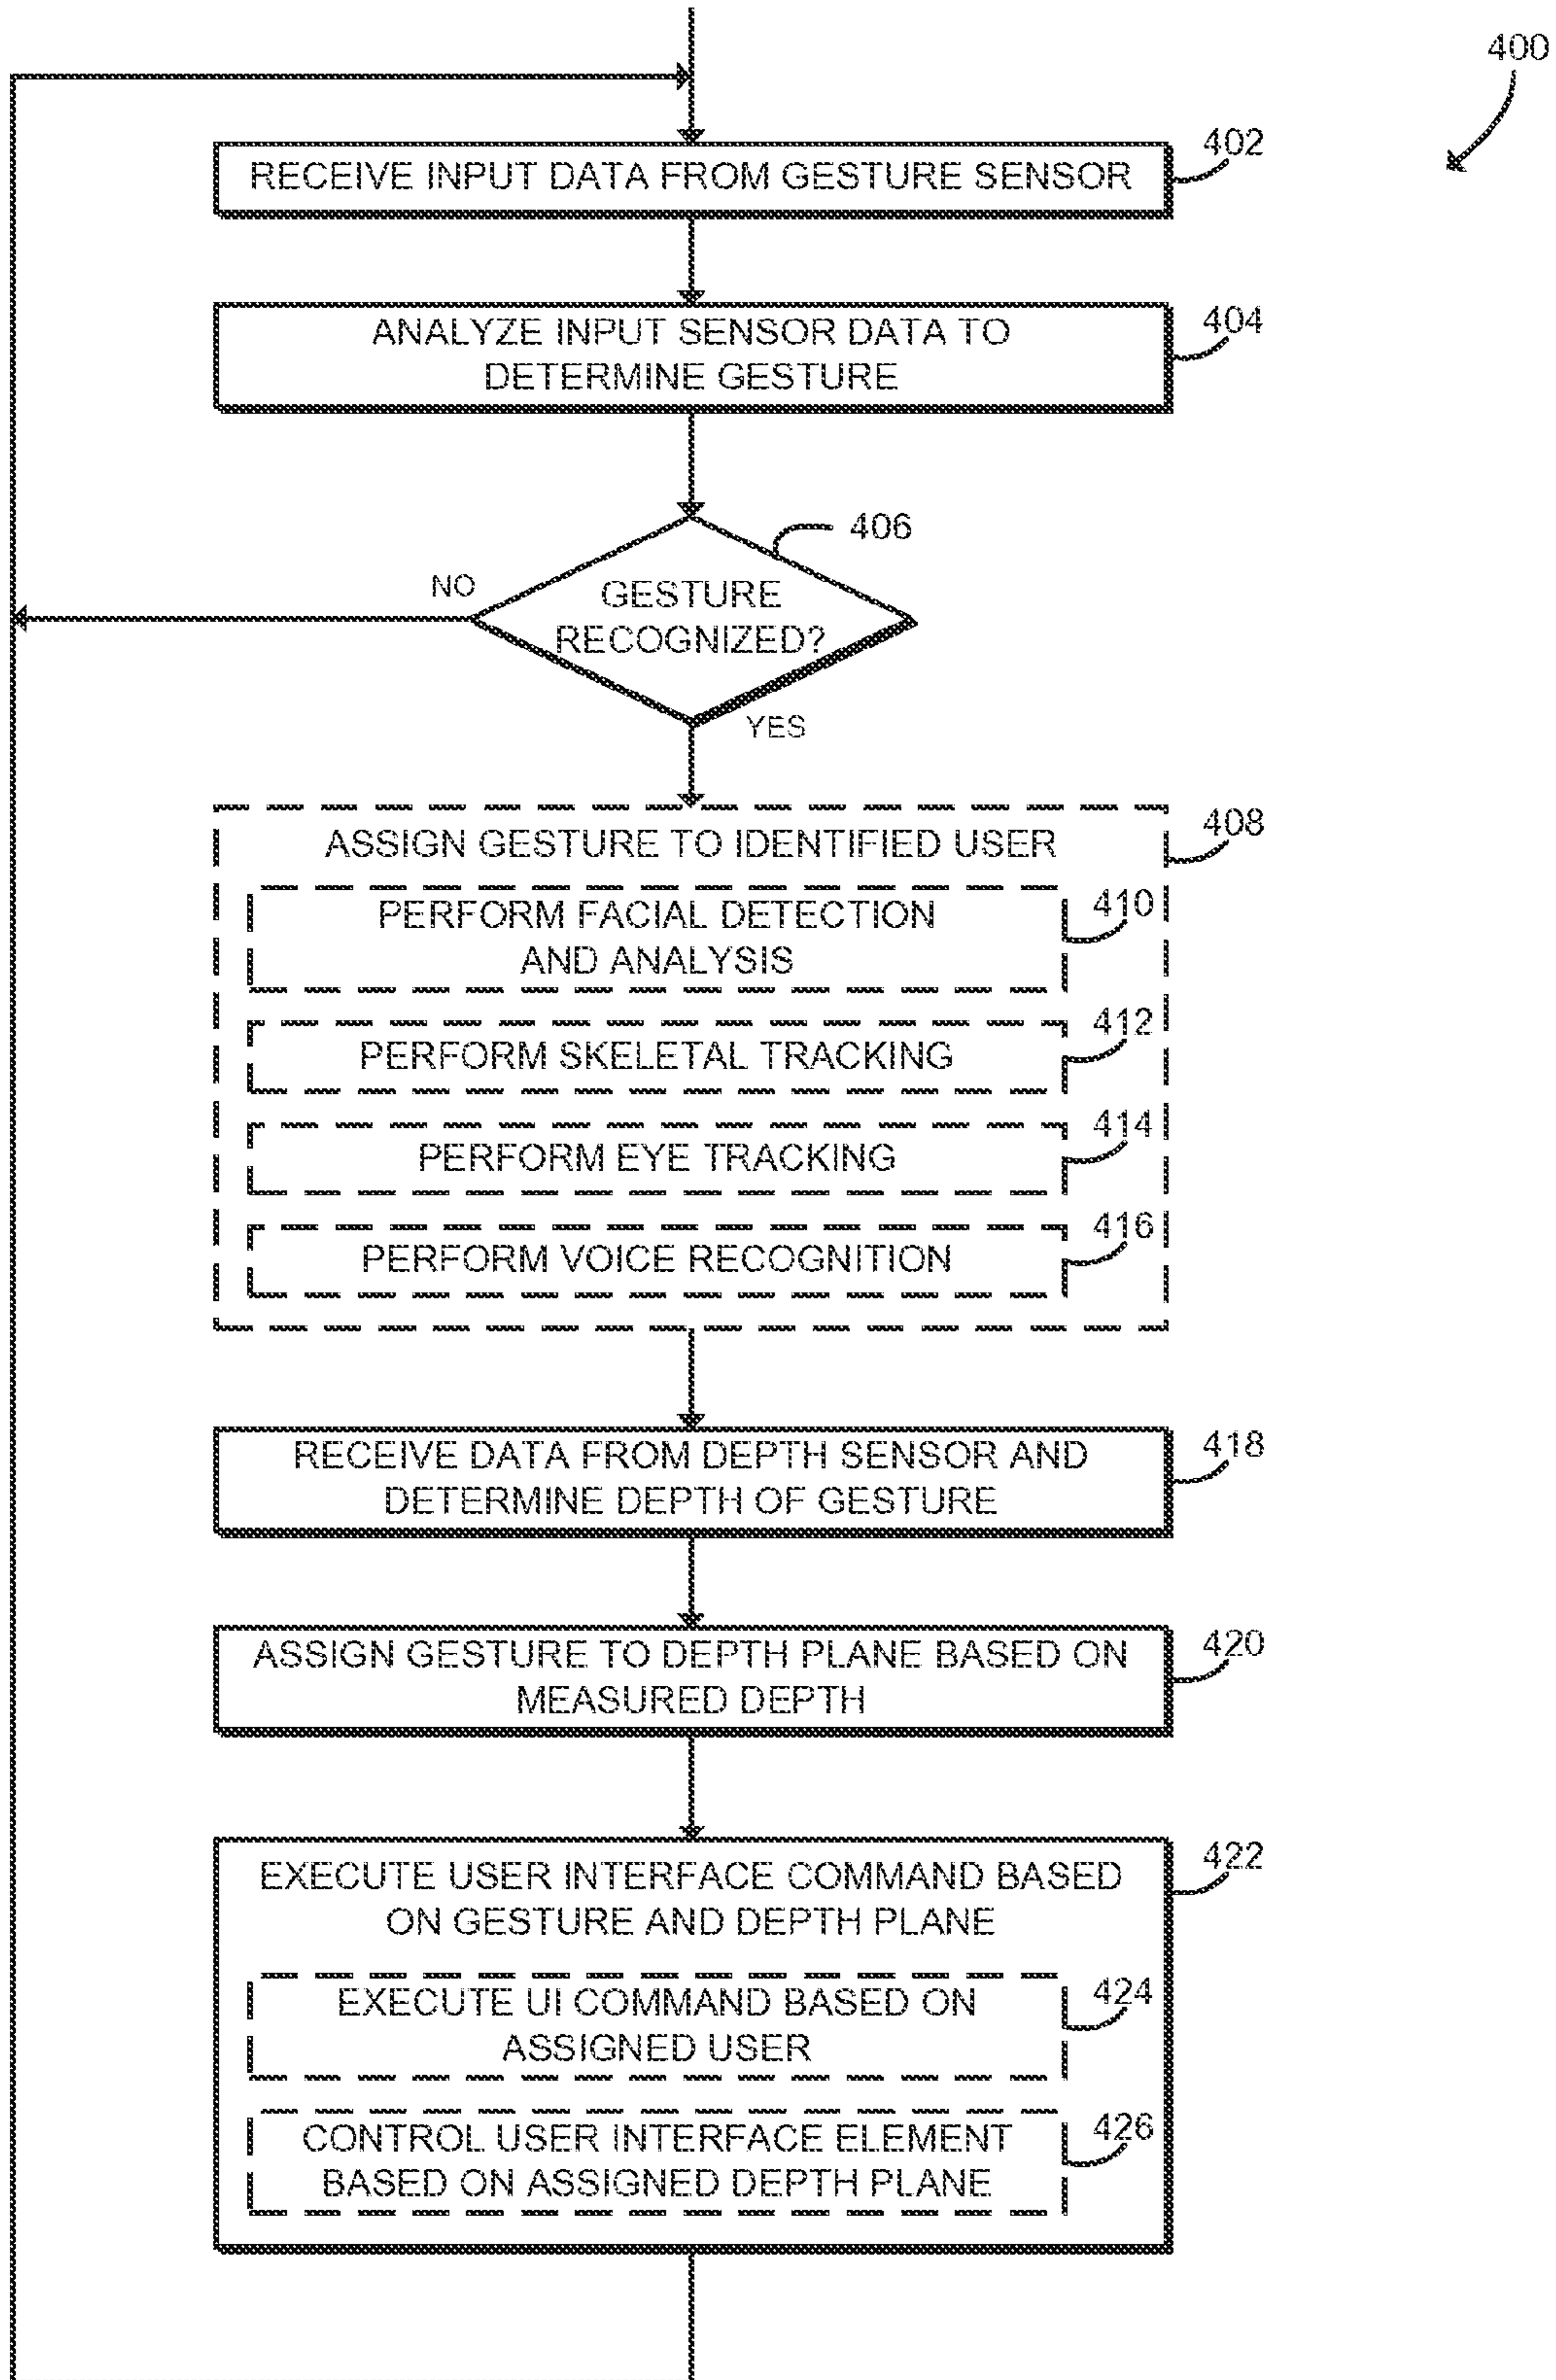 400
RECEIVE INPUT DATA FROM GESTURE SENSOR
402
ANALYZE INPUT SENSOR DATA TO
DETERMINE GESTURE
404
406
GESTURE
RECOGNIZED?
NO
YES
ASSIGN GESTURE TO IDENTIFIED USER
408
PERFORM FACIAL DETECTION
AND ANALYSIS
410
PERFORM SKELETAL TRACKING
412
PERFORM EYE TRACKING
414
PERFORM VOICE RECOGNITION
416
RECEIVE DATA FROM DEPTH SENSOR AND
DETERMINE DEPTH OF GESTURE
418
ASSIGN GESTURE TO DEPTH PLANE BASED ON
MEASURED DEPTH
420
EXECUTE USER INTERFACE COMMAND BASED
ON GESTURE AND DEPTH PLANE
422
EXECUTE UI COMMAND BASED ON
ASSIGNED USER
424
CONTROL USER INTERFACE ELEMENT
BASED ON ASSIGNED DEPTH PLANE
426